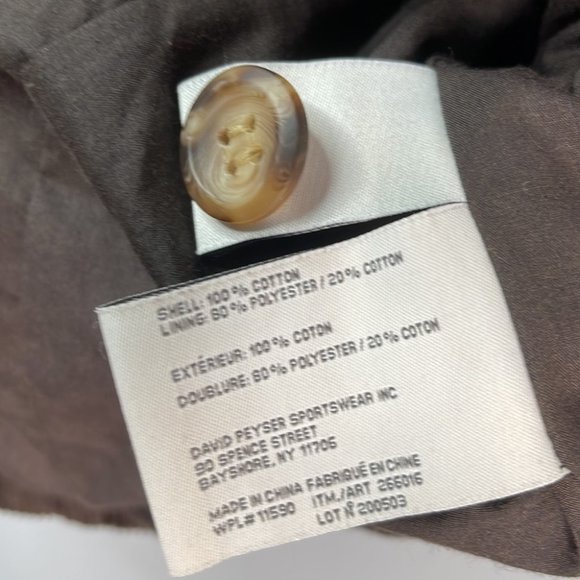 SHELL: 100% COTTON
LINING: 80% POLYESTER / 20% COTTON
EXTÉRIEUR: 100% COTON
DOUBLURE: 80% POLYESTER / 20% COTON
DAVID PEYSER SPORTSWEAR INC
90 SPENCE STREET
BAYSHORE, NY 11706
MADE IN CHINA FABRIQUÉ EN CHINE
WPL# 11590 ITM./ART 266016
LOT № 200503